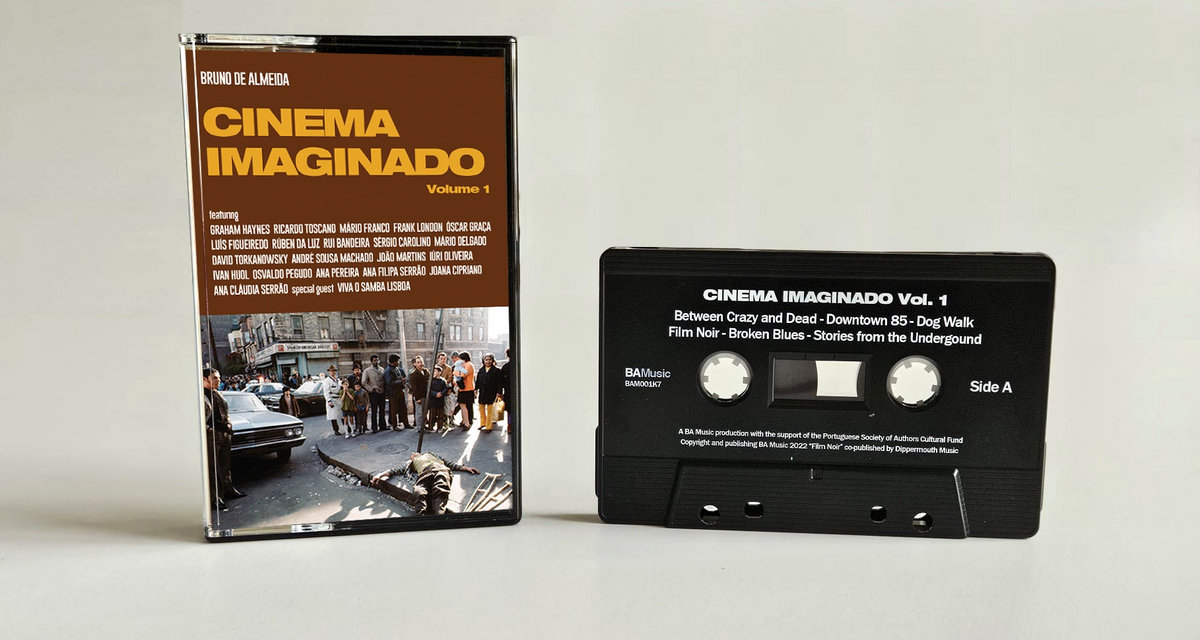 BRUNO DE ALMEIDA
CINEMA
IMAGINADO
Volume 1
featuring
GRAHAM HAYNES RICARDO TOSCANO MÁRIO FRANCO FRANK LONDON ÓSCAR GRAÇA
LUÍS FIGUEIREDO RÚBEN DA LUZ RUI BANDEIRA SÉRGIO CAROLINO MÁRIO DELGADO
DAVID TORKANOWSKY ANDRÉ SOUSA MACHADO JOÃO MARTINS IÚRI OLIVEIRA
IVAN HUOL OSVALDO PEGUDO ANA PEREIRA ANA FILIPA SERRÃO JOANA CIPRIANO
ANA CLÁUDIA SERRÃO special guest VIVA O SAMBA LISBOA
CINEMA IMAGINADO Vol. 1
Between Crazy and Dead - Downtown 85 - Dog Walk
Film Noir - Broken Blues - Stories from the Undergound
BAMusic
BAM001K7
Side A
A BA Music production with the support of the Portuguese Society of Authors Cultural Fund
Copyright and publishing BA Music 2022 "Film Noir" co-published by Dippermouth Music